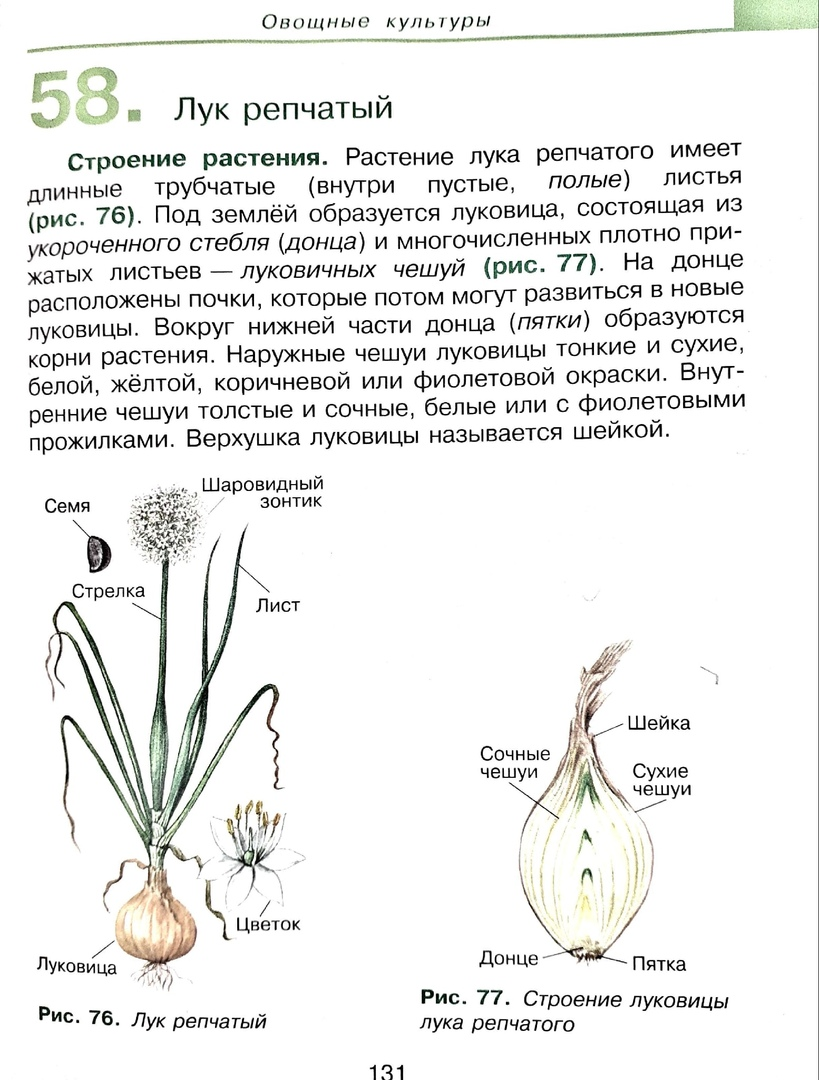 Овощные культуры
58. Лук репчатый
Строение растения. Растение лука репчатого имеет
длинные трубчатые (внутри пустые, полые) листья
(рис. 76). Под землёй образуется луковица, состоящая из
укороченного стебля (донца) и многочисленных плотно при-
жатых листьев — луковичных чешуй (рис. 77). На донце
расположены почки, которые потом могут развиться в новые
луковицы. Вокруг нижней части донца (пятки) образуются
корни растения. Наружные чешуи луковицы тонкие и сухие,
белой, жёлтой, коричневой или фиолетовой окраски. Внут-
ренние чешуи толстые и сочные, белые или с фиолетовыми
прожилками. Верхушка луковицы называется шейкой.
Шаровидный
зонтик
Семя
Стрелка
Лист
Цветок
Луковица
Рис. 76. Лук репчатый
Шейка
Сочные
чешуи
Сухие
чешуи
Донце
Пятка
Рис. 77. Строение луковицы
лука репчатого
131